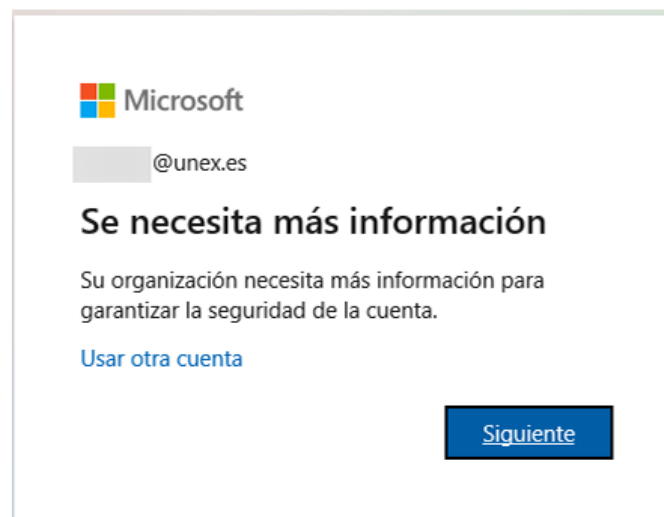 Microsoft
@unex.es
Se necesita más información
Su organización necesita más información para
garantizar la seguridad de la cuenta.
Usar otra cuenta
Siguiente